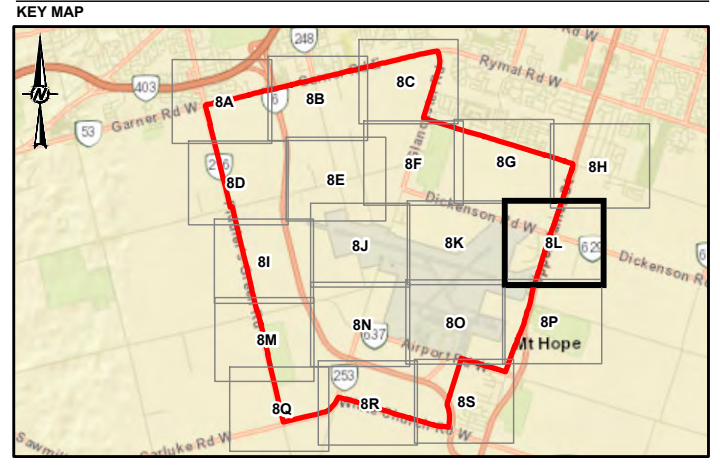 KEY MAP
248
8C
Rymal Rd W
403
8A
6
8B
N
Garner Rd W
53
8F
8G
8H
8D
8E
Dickenson Rd W
8J
8K
8L
629
Dickenson Rd
8I
8N
8O
8P
637
8M
Airport Rd W
Mt Hope
253
8R
8S
8Q
Carluke Rd W